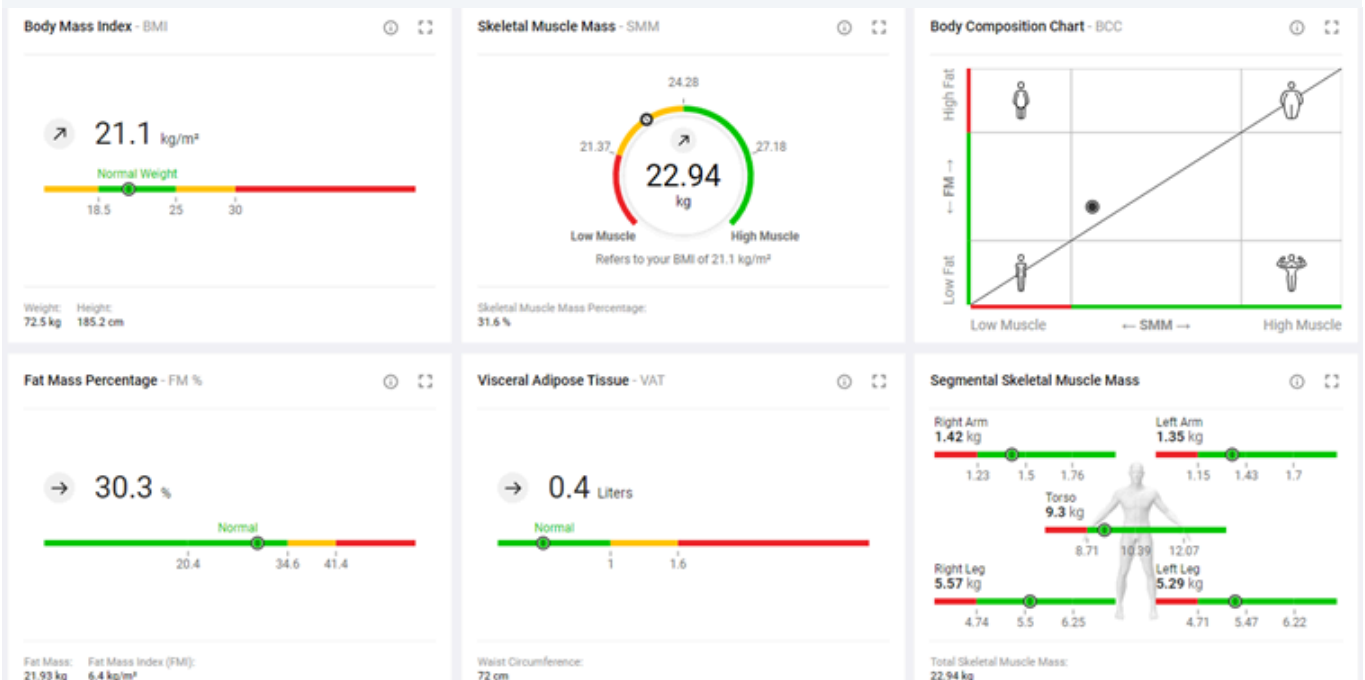 Body Mass Index - BMI
21.1 kg/m²
Normal Weight
18.5 25 30
Weight: Height:
72.5 kg 185.2 cm
Skeletal Muscle Mass - SMM
24.28
21.37 27.18
22.94
kg
Low Muscle High Muscle
Refers to your BMI of 21.1 kg/m²
Skeletal Muscle Mass Percentage:
31.6 %
Body Composition Chart - BCC
High Fat
← FM →
Low Fat
Low Muscle ← SMM → High Muscle
Fat Mass Percentage - FM %
30.3 %
Normal
20.4 34.6 41.4
Fat Mass: Fat Mass Index (FMI):
21.93 kg 6.4 kg/m²
Visceral Adipose Tissue - VAT
0.4 Liters
Normal
1 1.6
Waist Circumference:
72 cm
Segmental Skeletal Muscle Mass
Right Arm
1.42 kg
1.23 1.5 1.76
Left Arm
1.35 kg
1.15 1.43 1.7
Torso
9.3 kg
8.71 10.39 12.07
Right Leg
5.57 kg
4.74 5.5 6.25
Left Leg
5.29 kg
4.71 5.47 6.22
Total Skeletal Muscle Mass:
22.94 kg